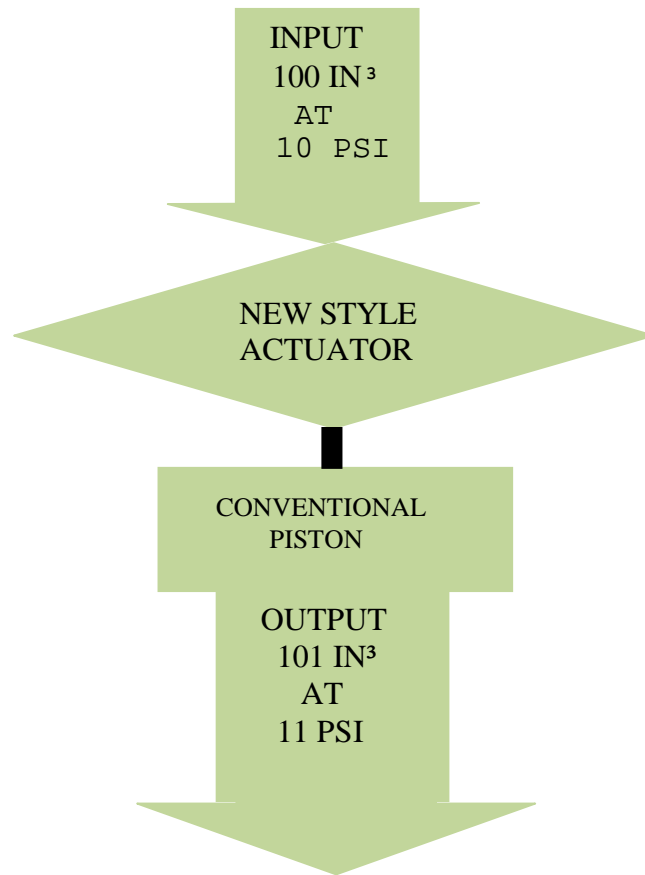 INPUT
100 IN³
AT
10 PSI
NEW STYLE
ACTUATOR
CONVENTIONAL
PISTON
OUTPUT
101 IN³
AT
11 PSI